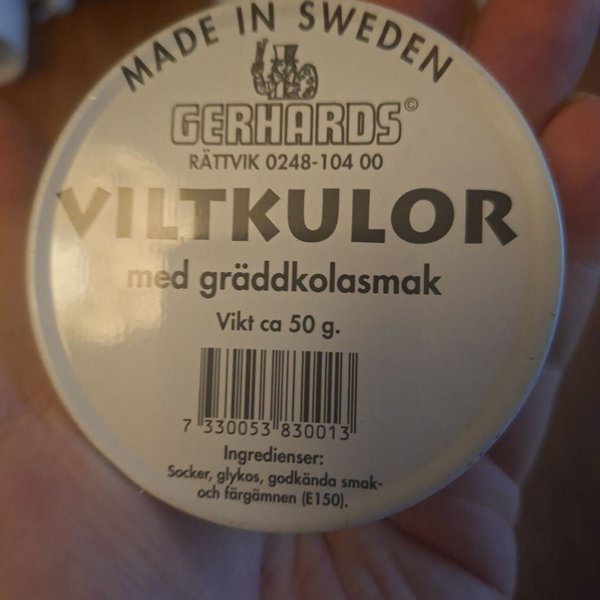 MADE IN SWEDEN
GERHARDS©
RÄTTVIK 0248-104 00
VILTKULOR
med gräddkolasmak
Vikt ca 50 g.
7 330053 830013
Ingredienser:
Socker, glykos, godkända smak-
och färgämnen (E150).